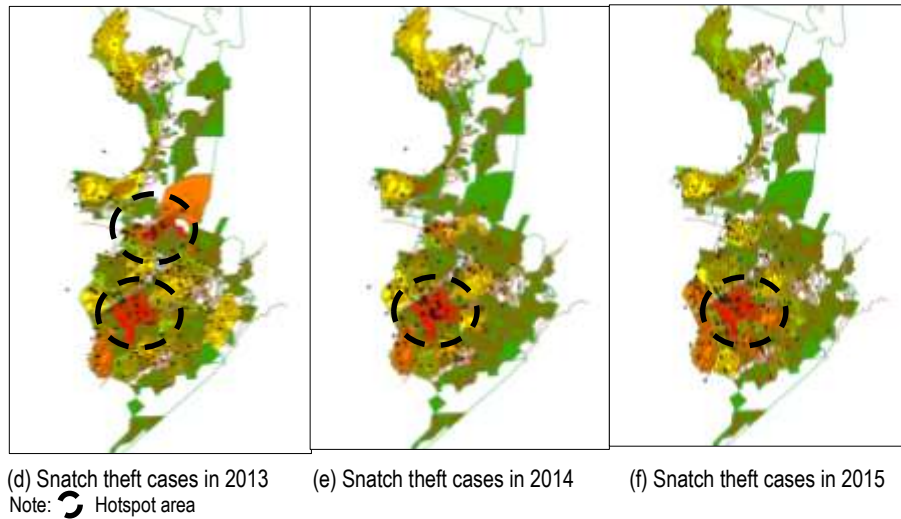 (d) Snatch theft cases in 2013
(e) Snatch theft cases in 2014
(f) Snatch theft cases in 2015
Note: Hotspot area